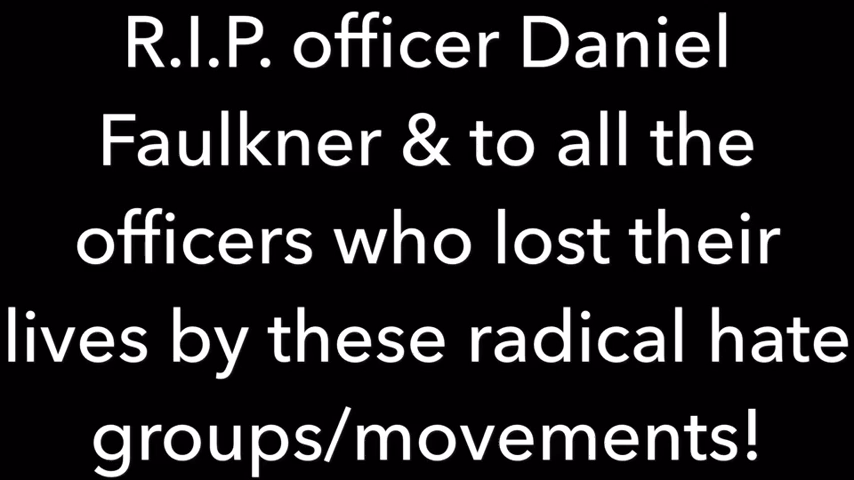 R.I.P. officer Daniel
Faulkner & to all the
officers who lost their
lives by these radical hate
groups/movements!